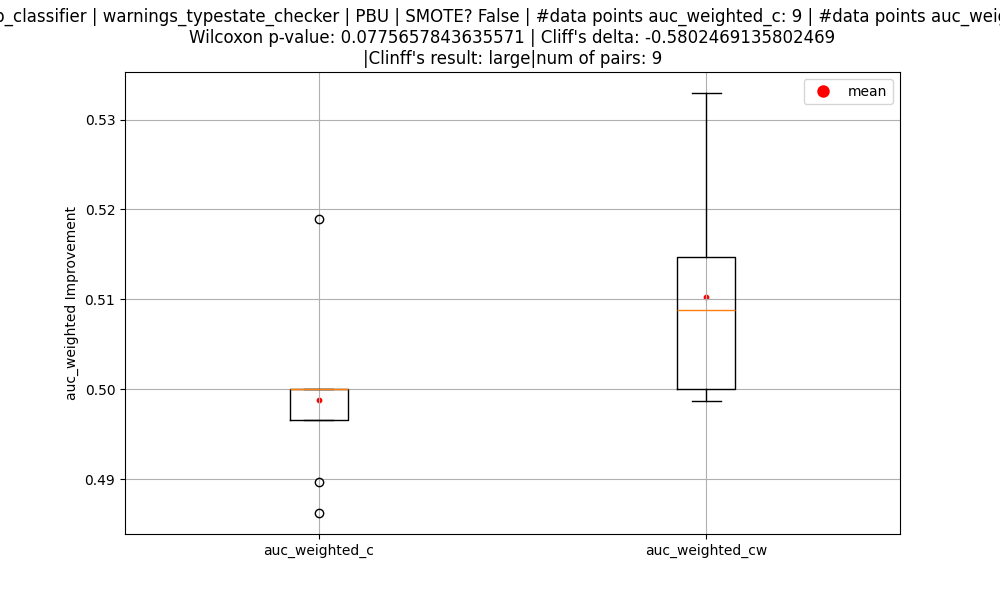 _classifier | warnings_typestate_checker | PBU | SMOTE? False | #data points auc_weighted_c: 9 | #data points
Wilcoxon p-value: 0.0775657843635571 | Cliff's delta: -0.5802469135802469
|Clinff's result: large|num of pairs: 9
mean
0.53
0.52
0.51
0.50
0.49
auc_weighted Improvement
auc_weighted_c
auc_weighted_cw